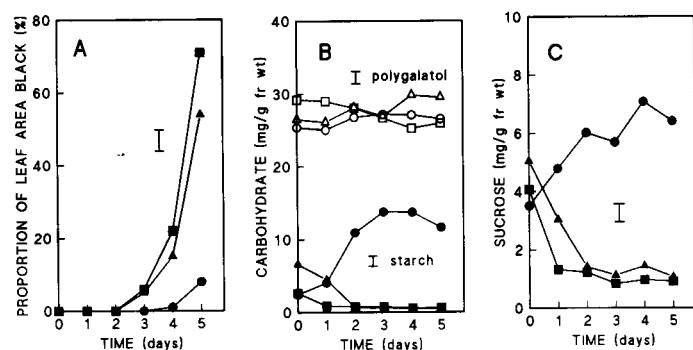 A
PROPORTION OF LEAF AREA BLACK (%)
80
60
40
20
0
0 1 2 3 4 5
TIME (days)
B
CARBOHYDRATE (mg/g fr wt)
40
30
20
10
0
polygalatol
starch
0 1 2 3 4 5
TIME (days)
C
SUCROSE (mg/g fr wt)
8
6
4
2
0
0 1 2 3 4 5
TIME (days)